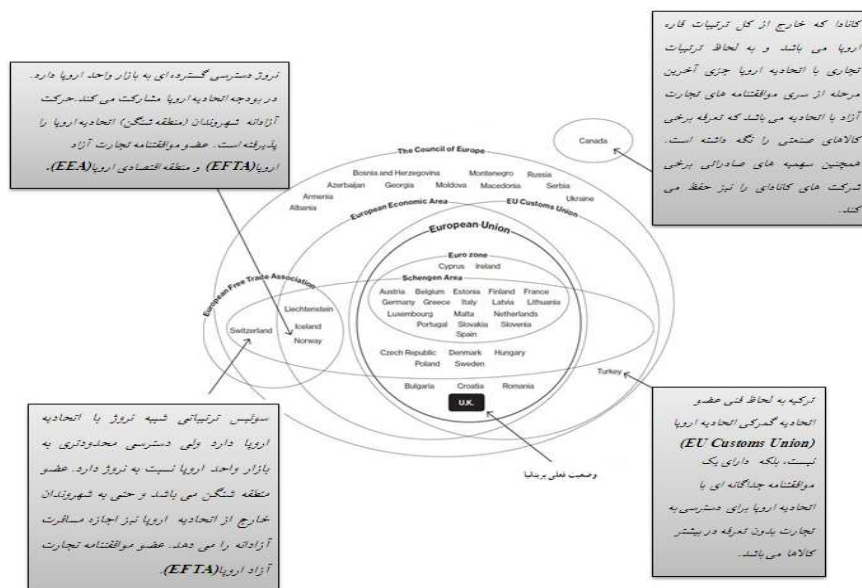 کانادا که خارج از کل ترتیبات قاره
اروپا می باشد و به لحاظ ترتیبات
تجاری با اتحادیه اروپا جزی آخرین
مرحله از سری موافقتنامه های تجارت
آزاد با اتحادیه می باشد که تعرفه برخی
کالاهای صنعتی را نگه داشته است.
همچنین سهمیه های صادراتی برخی
شرکت های کانادای را نیز حفظ می
کند.
نروژ دسترسی گسترده ای به بازار واحد اروپا دارد.
در بودجه اتحادیه اروپا مشارکت می کند.حرکت
آزادانه شهروندان (منطقه شنگن) اتحادیه اروپا را
پذیرفته است. عضو موافقتنامه تجارت آزاد
اروپا(EFTA) و منطقه اقتصادی اروپا(EEA).
Canada
The Council of Europe
Bosnia and Herzegovina Montenegro Russia
Azerbaijan Georgia Moldova Macedonia Serbia
Armenia Ukraine
Albania
European Economic Area EU Customs Union
European Union
Euro zone
Cyprus Ireland
Schengen Area
European Free Trade Association
Austria Belgium Estonia Finland France
Germany Greece Italy Latvia Lithuania
Luxembourg Malta Netherlands
Portugal Slovakia Slovenia
Spain
Liechtenstein
Iceland
Switzerland
Norway
Czech Republic Denmark Hungary
Poland Sweden
Turkey
Bulgaria Croatia Romania
U.K.
وضعیت فعلی بریتانیا
سوئیس ترتیباتی شبیه نروژ با اتحادیه
اروپا دارد ولی دسترسی محدودتری به
بازار واحد اروپا نسبت به نروژ دارد. عضو
منطقه شنگن می باشد و حتی به شهروندان
خارج از اتحادیه اروپا نیز اجازه مسافرت
آزادانه را می دهد. عضو موافقتنامه تجارت
آزاد اروپا(EFTA).
ترکیه به لحاظ فنی عضو
اتحادیه گمرکی اتحادیه اروپا
(EU Customs Union)
نیست، بلکه دارای یک
موافقتنامه جداگانه ای با
اتحادیه اروپا برای دسترسی به
تجارت بدون تعرفه در بیشتر
کالاها می باشد.